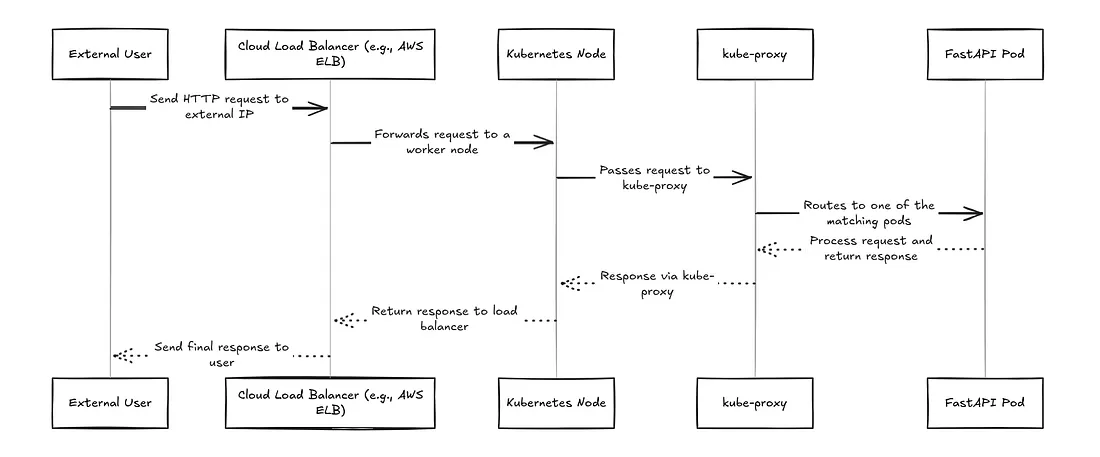 External User
Cloud Load Balancer (e.g., AWS
ELB)
Kubernetes Node
kube-proxy
FastAPI Pod
Send HTTP request to
external IP
Forwards request to a
worker node
Passes request to
kube-proxy
Routes to one of the
matching pods
Process request and
return response
Response via kube-
proxy
Return response to load
balancer
Send final response to
user
External User
Cloud Load Balancer (e.g., AWS
ELB)
Kubernetes Node
kube-proxy
FastAPI Pod